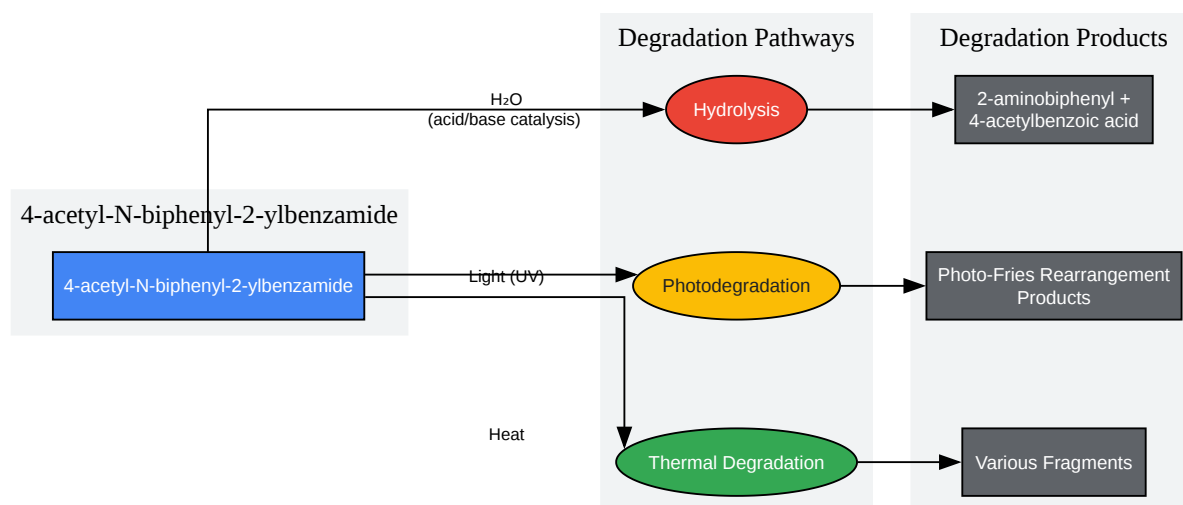 Degradation Pathways
Degradation Products
H₂O
(acid/base catalysis)
Hydrolysis
2-aminobiphenyl +
4-acetylbenzoic acid
4-acetyl-N-biphenyl-2-ylbenzamide
4-acetyl-N-biphenyl-2-ylbenzamide
Light (UV)
Photodegradation
Photo-Fries Rearrangement
Products
Heat
Thermal Degradation
Various Fragments